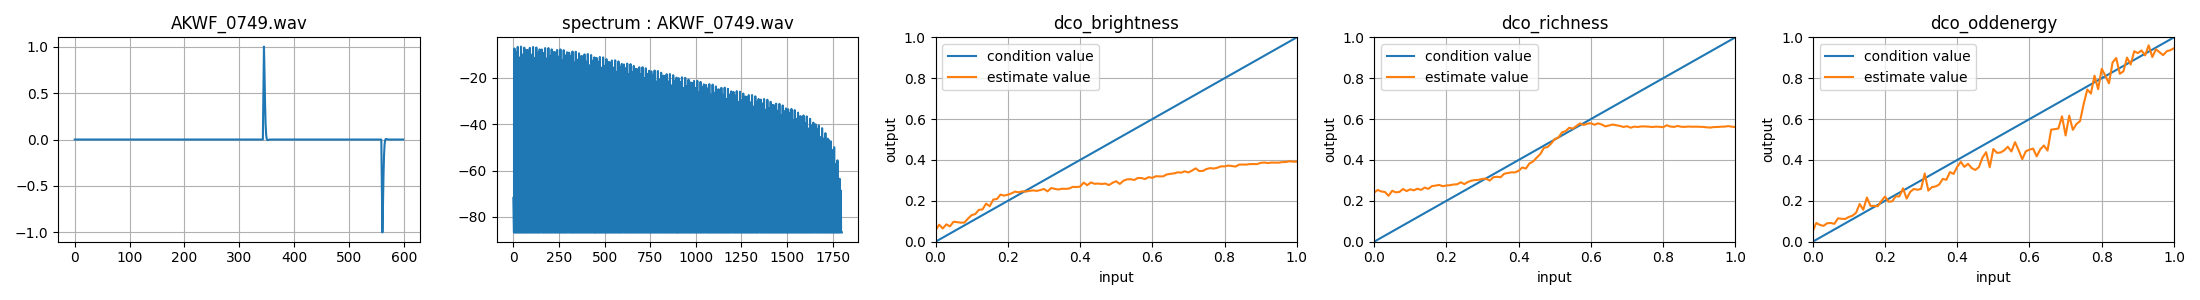 AKWF_0749.wav
1.0
0.5
0.0
−0.5
−1.0
0 100 200 300 400 500 600
spectrum : AKWF_0749.wav
−20
−40
−60
−80
0 250 500 750 1000 1250 1500 1750
dco_brightness
condition value
estimate value
output
1.0
0.8
0.6
0.4
0.2
0.0
0.0 0.2 0.4 0.6 0.8 1.0
input
dco_richness
condition value
estimate value
output
1.0
0.8
0.6
0.4
0.2
0.0
0.0 0.2 0.4 0.6 0.8 1.0
input
dco_oddenergy
condition value
estimate value
output
1.0
0.8
0.6
0.4
0.2
0.0
0.0 0.2 0.4 0.6 0.8 1.0
input